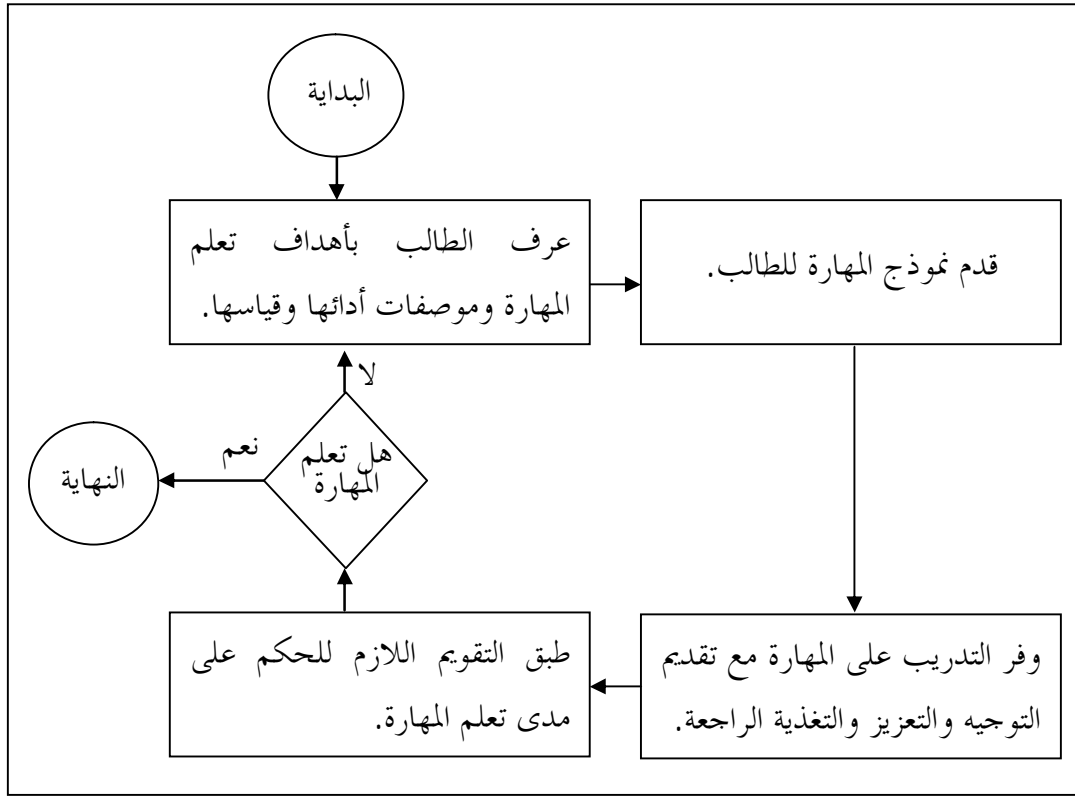 البداية
عرف الطالب بأهداف تعلم
المهارة وموصفات أدائها وقياسها.
قدم نموذج المهارة للطالب.
وفر التدريب على المهارة مع تقديم
التوجيه والتعزيز والتغذية الراجعة.
طبق التقويم اللازم للحكم على
مدى تعلم المهارة.
هل تعلم
المهارة
لا
نعم
النهاية